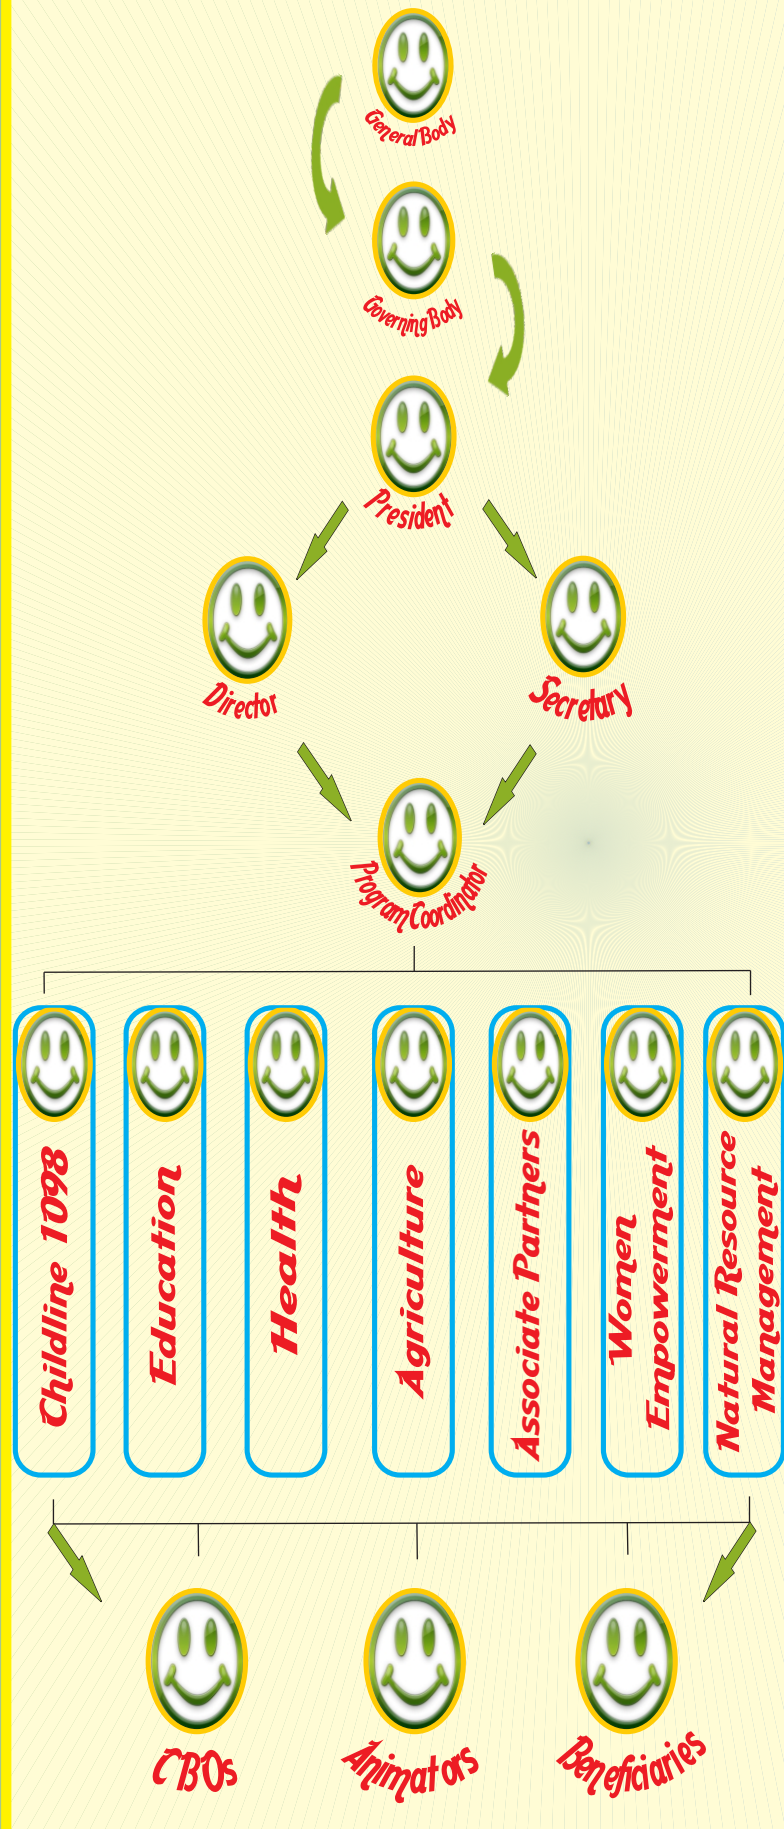 General Body
Governing Body
President
Director
Secretary
Program Coordinator
Childline 1098
Education
Health
Agriculture
Associate Partners
Women
Empowerment
Natural Resource
Management
CBOs
Animators
Beneficiaries